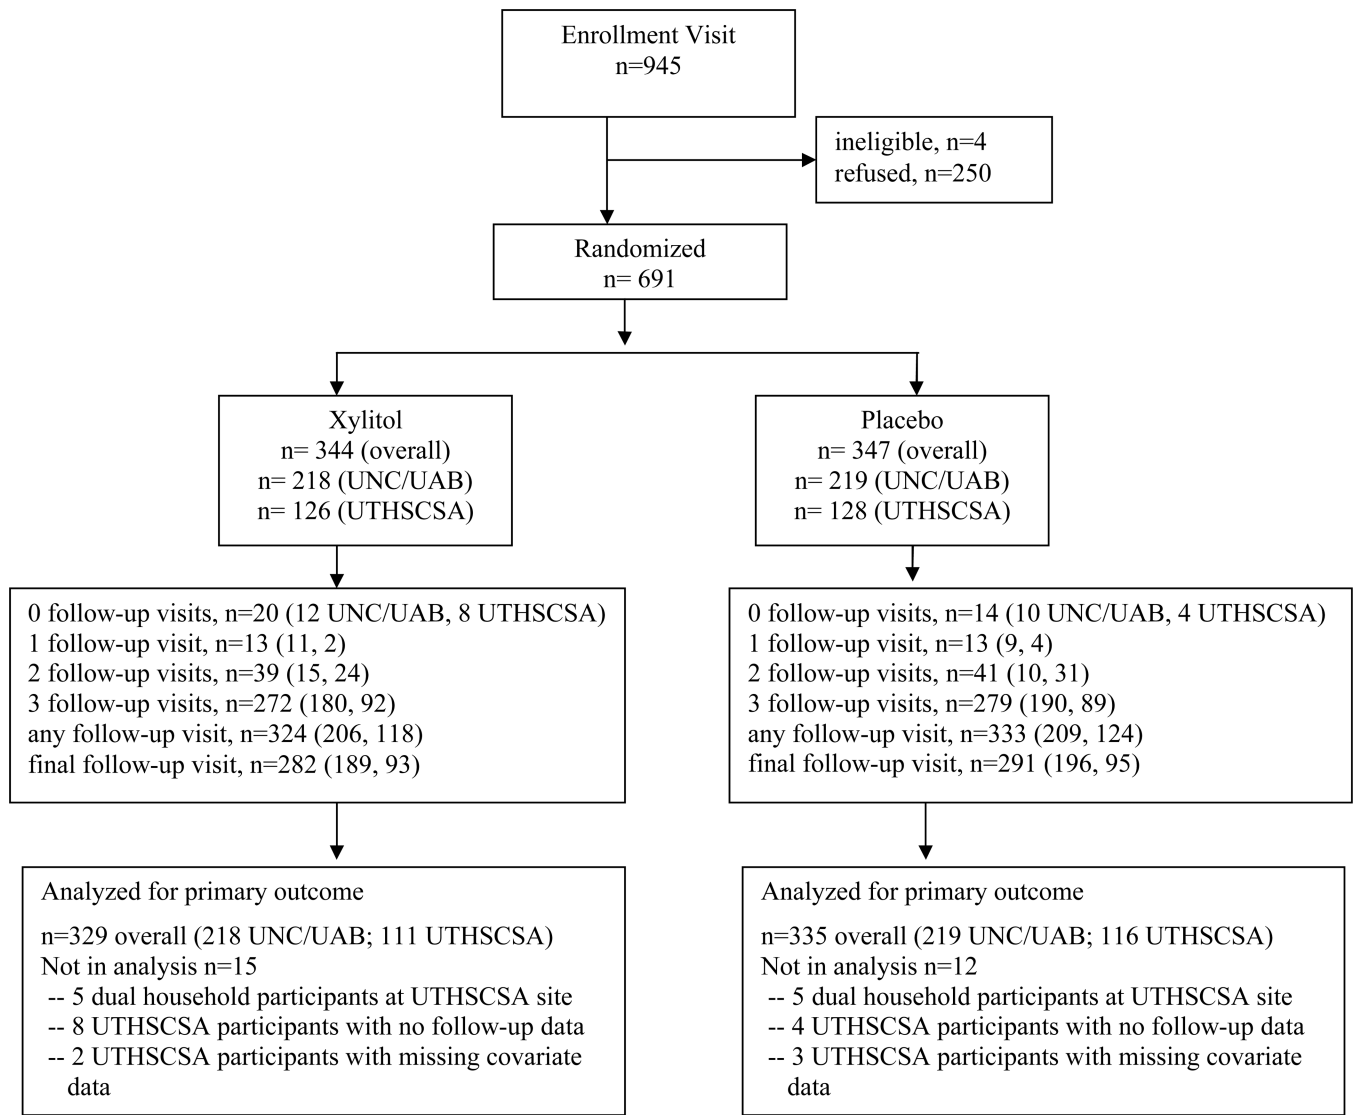 Enrollment Visit
n=945
ineligible, n=4
refused, n=250
Randomized
n= 691
Xylitol
n= 344 (overall)
n= 218 (UNC/UAB)
n= 126 (UTHSCSA)
Placebo
n= 347 (overall)
n= 219 (UNC/UAB)
n= 128 (UTHSCSA)
0 follow-up visits, n=20 (12 UNC/UAB, 8 UTHSCSA)
1 follow-up visit, n=13 (11, 2)
2 follow-up visits, n=39 (15, 24)
3 follow-up visits, n=272 (180, 92)
any follow-up visit, n=324 (206, 118)
final follow-up visit, n=282 (189, 93)
0 follow-up visits, n=14 (10 UNC/UAB, 4 UTHSCSA)
1 follow-up visit, n=13 (9, 4)
2 follow-up visits, n=41 (10, 31)
3 follow-up visits, n=279 (190, 89)
any follow-up visit, n=333 (209, 124)
final follow-up visit, n=291 (196, 95)
Analyzed for primary outcome
n=329 overall (218 UNC/UAB; 111 UTHSCSA)
Not in analysis n=15
-- 5 dual household participants at UTHSCSA site
-- 8 UTHSCSA participants with no follow-up data
-- 2 UTHSCSA participants with missing covariate
data
Analyzed for primary outcome
n=335 overall (219 UNC/UAB; 116 UTHSCSA)
Not in analysis n=12
-- 5 dual household participants at UTHSCSA site
-- 4 UTHSCSA participants with no follow-up data
-- 3 UTHSCSA participants with missing covariate
data